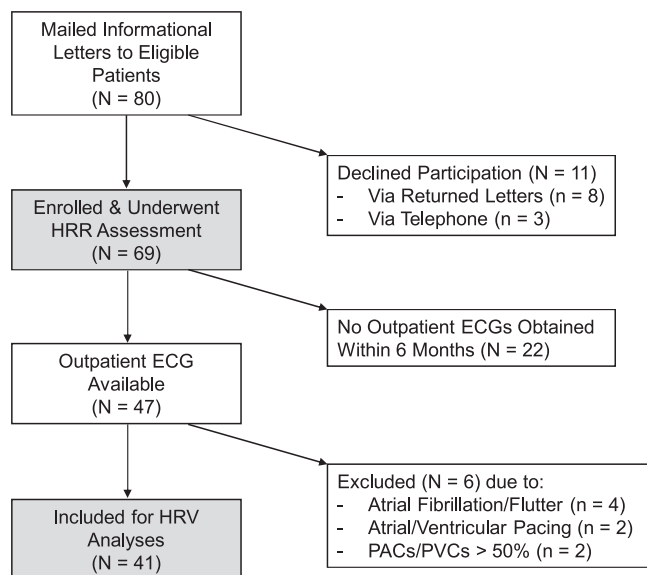 Mailed Informational
Letters to Eligible
Patients
(N = 80)
Declined Participation (N = 11)
- Via Returned Letters (n = 8)
- Via Telephone (n = 3)
Enrolled & Underwent
HRR Assessment
(N = 69)
No Outpatient ECGs Obtained
Within 6 Months (N = 22)
Outpatient ECG
Available
(N = 47)
Excluded (N = 6) due to:
- Atrial Fibrillation/Flutter (n = 4)
- Atrial/Ventricular Pacing (n = 2)
- PACs/PVCs > 50% (n = 2)
Included for HRV
Analyses
(N = 41)